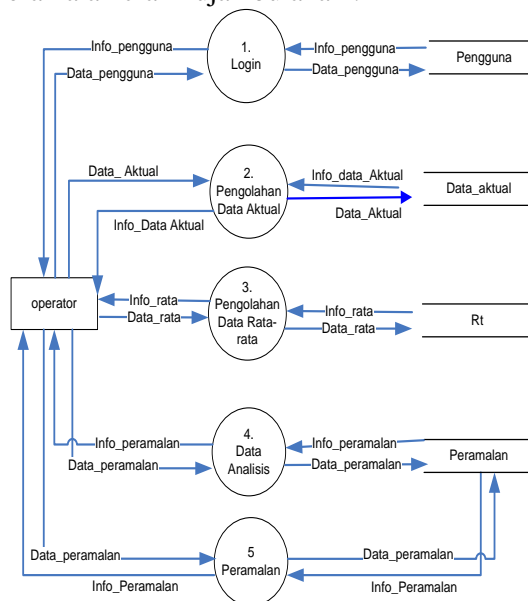 1.
Login
Info_pengguna
Info_pengguna
Data_pengguna
Data_pengguna
Pengguna
2.
Pengolahan
Data Aktual
Data_ Aktual
Info_data_Aktual
Data_aktual
Info_Data Aktual
Data_Aktual
operator
3.
Pengolahan
Data Rata-
rata
Info_rata
Data_rata
Info_rata
Data_rata
Rt
4.
Data
Analisis
Info_peramalan
Data_peramalan
Info_peramalan
Data_peramalan
Peramalan
5
Peramalan
Data_peramalan
Data_peramalan
Info_Peramalan
Info_Peramalan